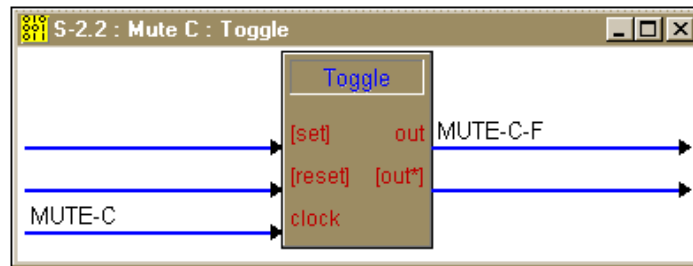 S-2.2 : Mute C : Toggle
Toggle
[set] out MUTE-C-F
[reset] [out*]
MUTE-C clock